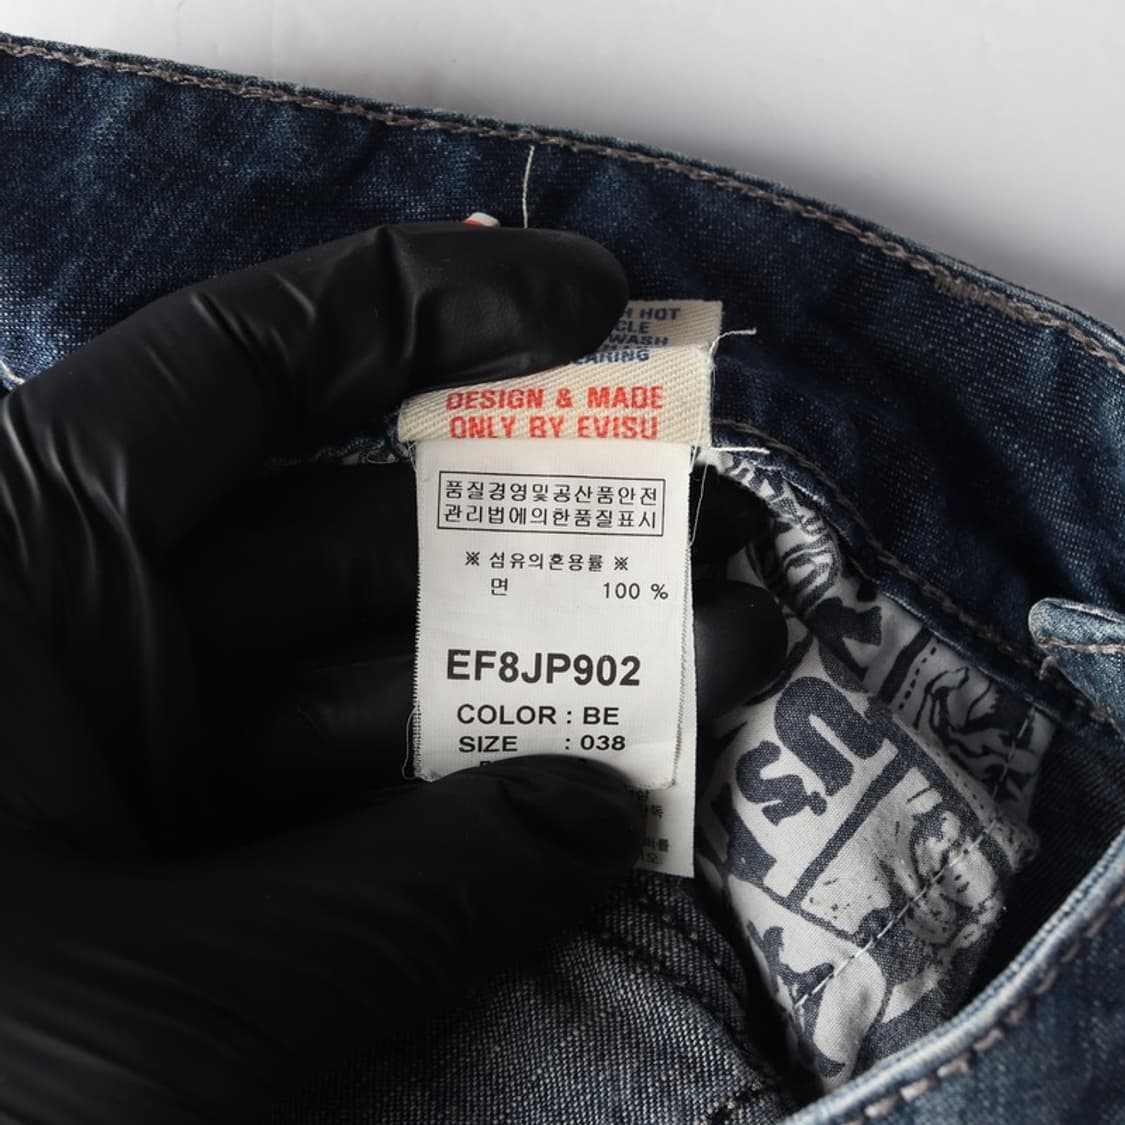 HOT
WASH
DESIGN & MADE
ONLY BY EVISU
품질경영및공산품안전
관리법에의한품질표시
※ 섬유의혼용률 ※
면 100 %
EF8JP902
COLOR : BE
SIZE : 038